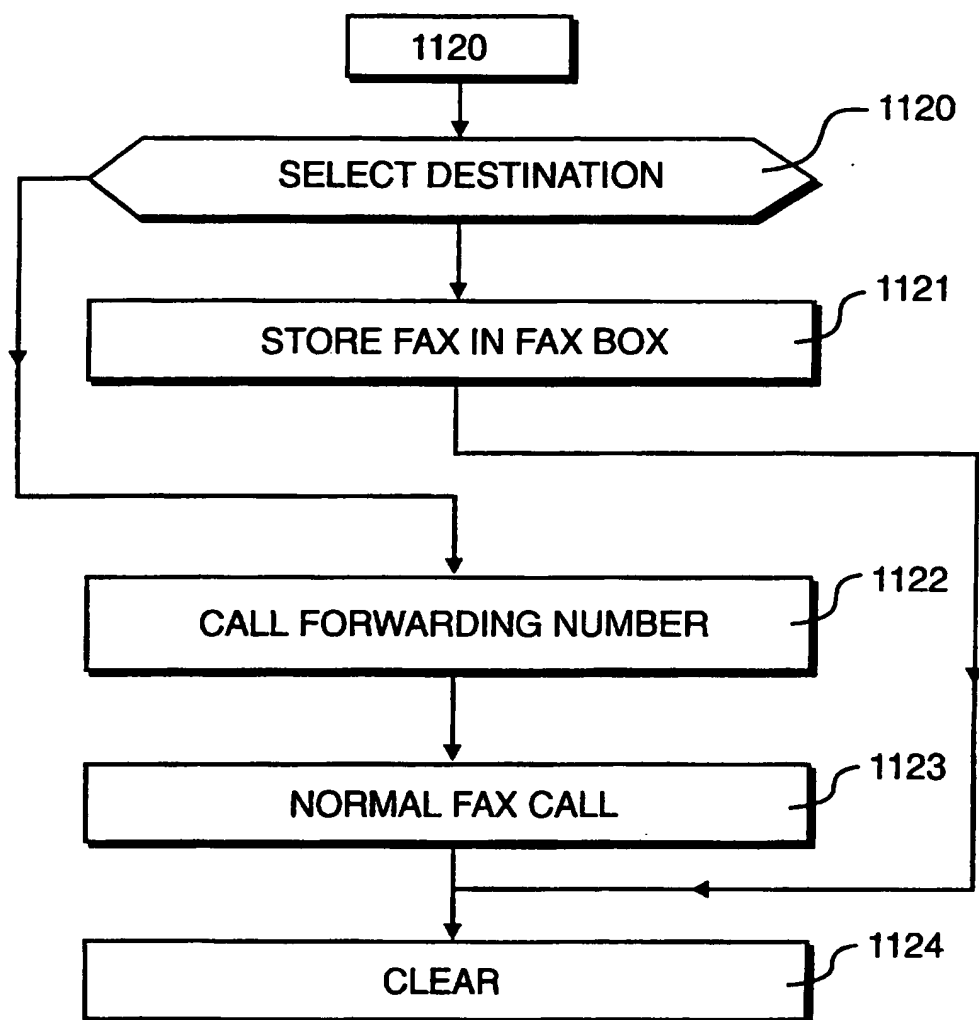 1120
SELECT DESTINATION
1120
STORE FAX IN FAX BOX
1121
CALL FORWARDING NUMBER
1122
NORMAL FAX CALL
1123
CLEAR
1124